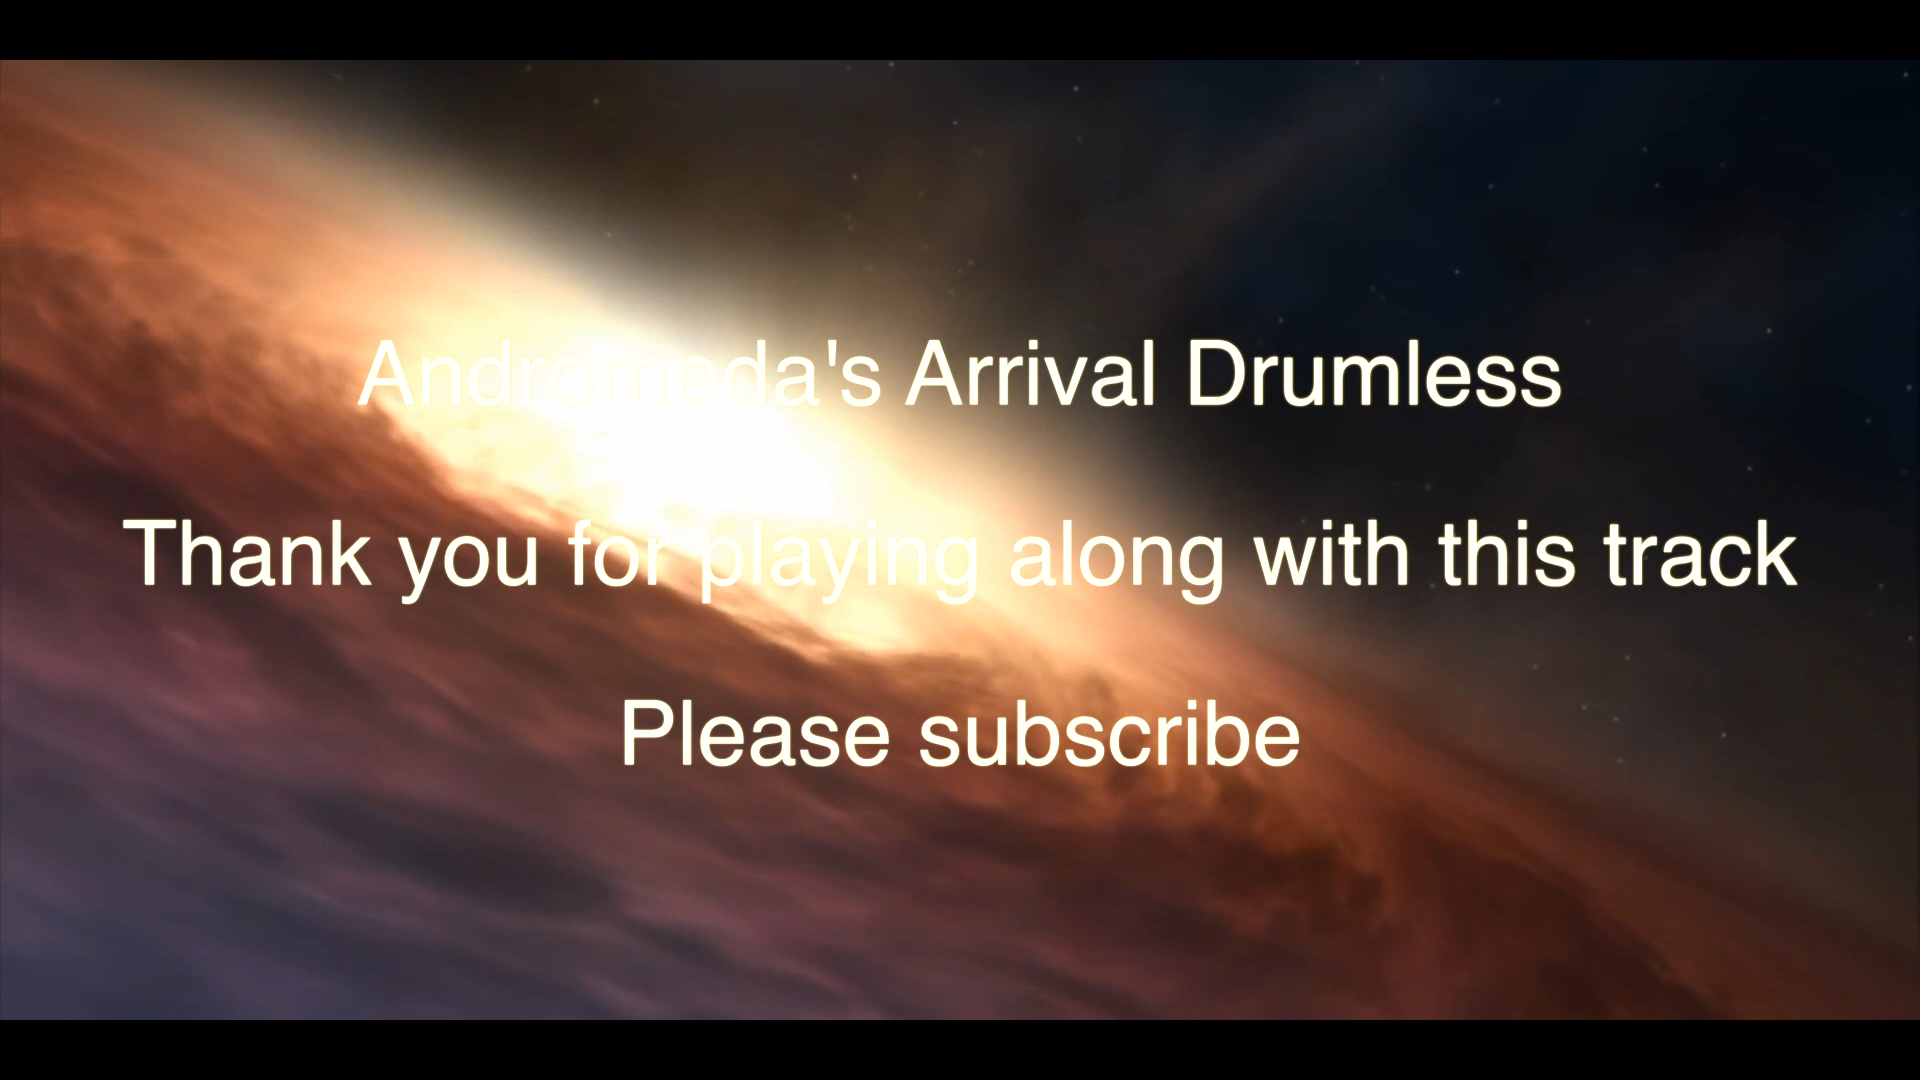 Andromeda's Arrival Drumless
Thank you for playing along with this track
Please subscribe